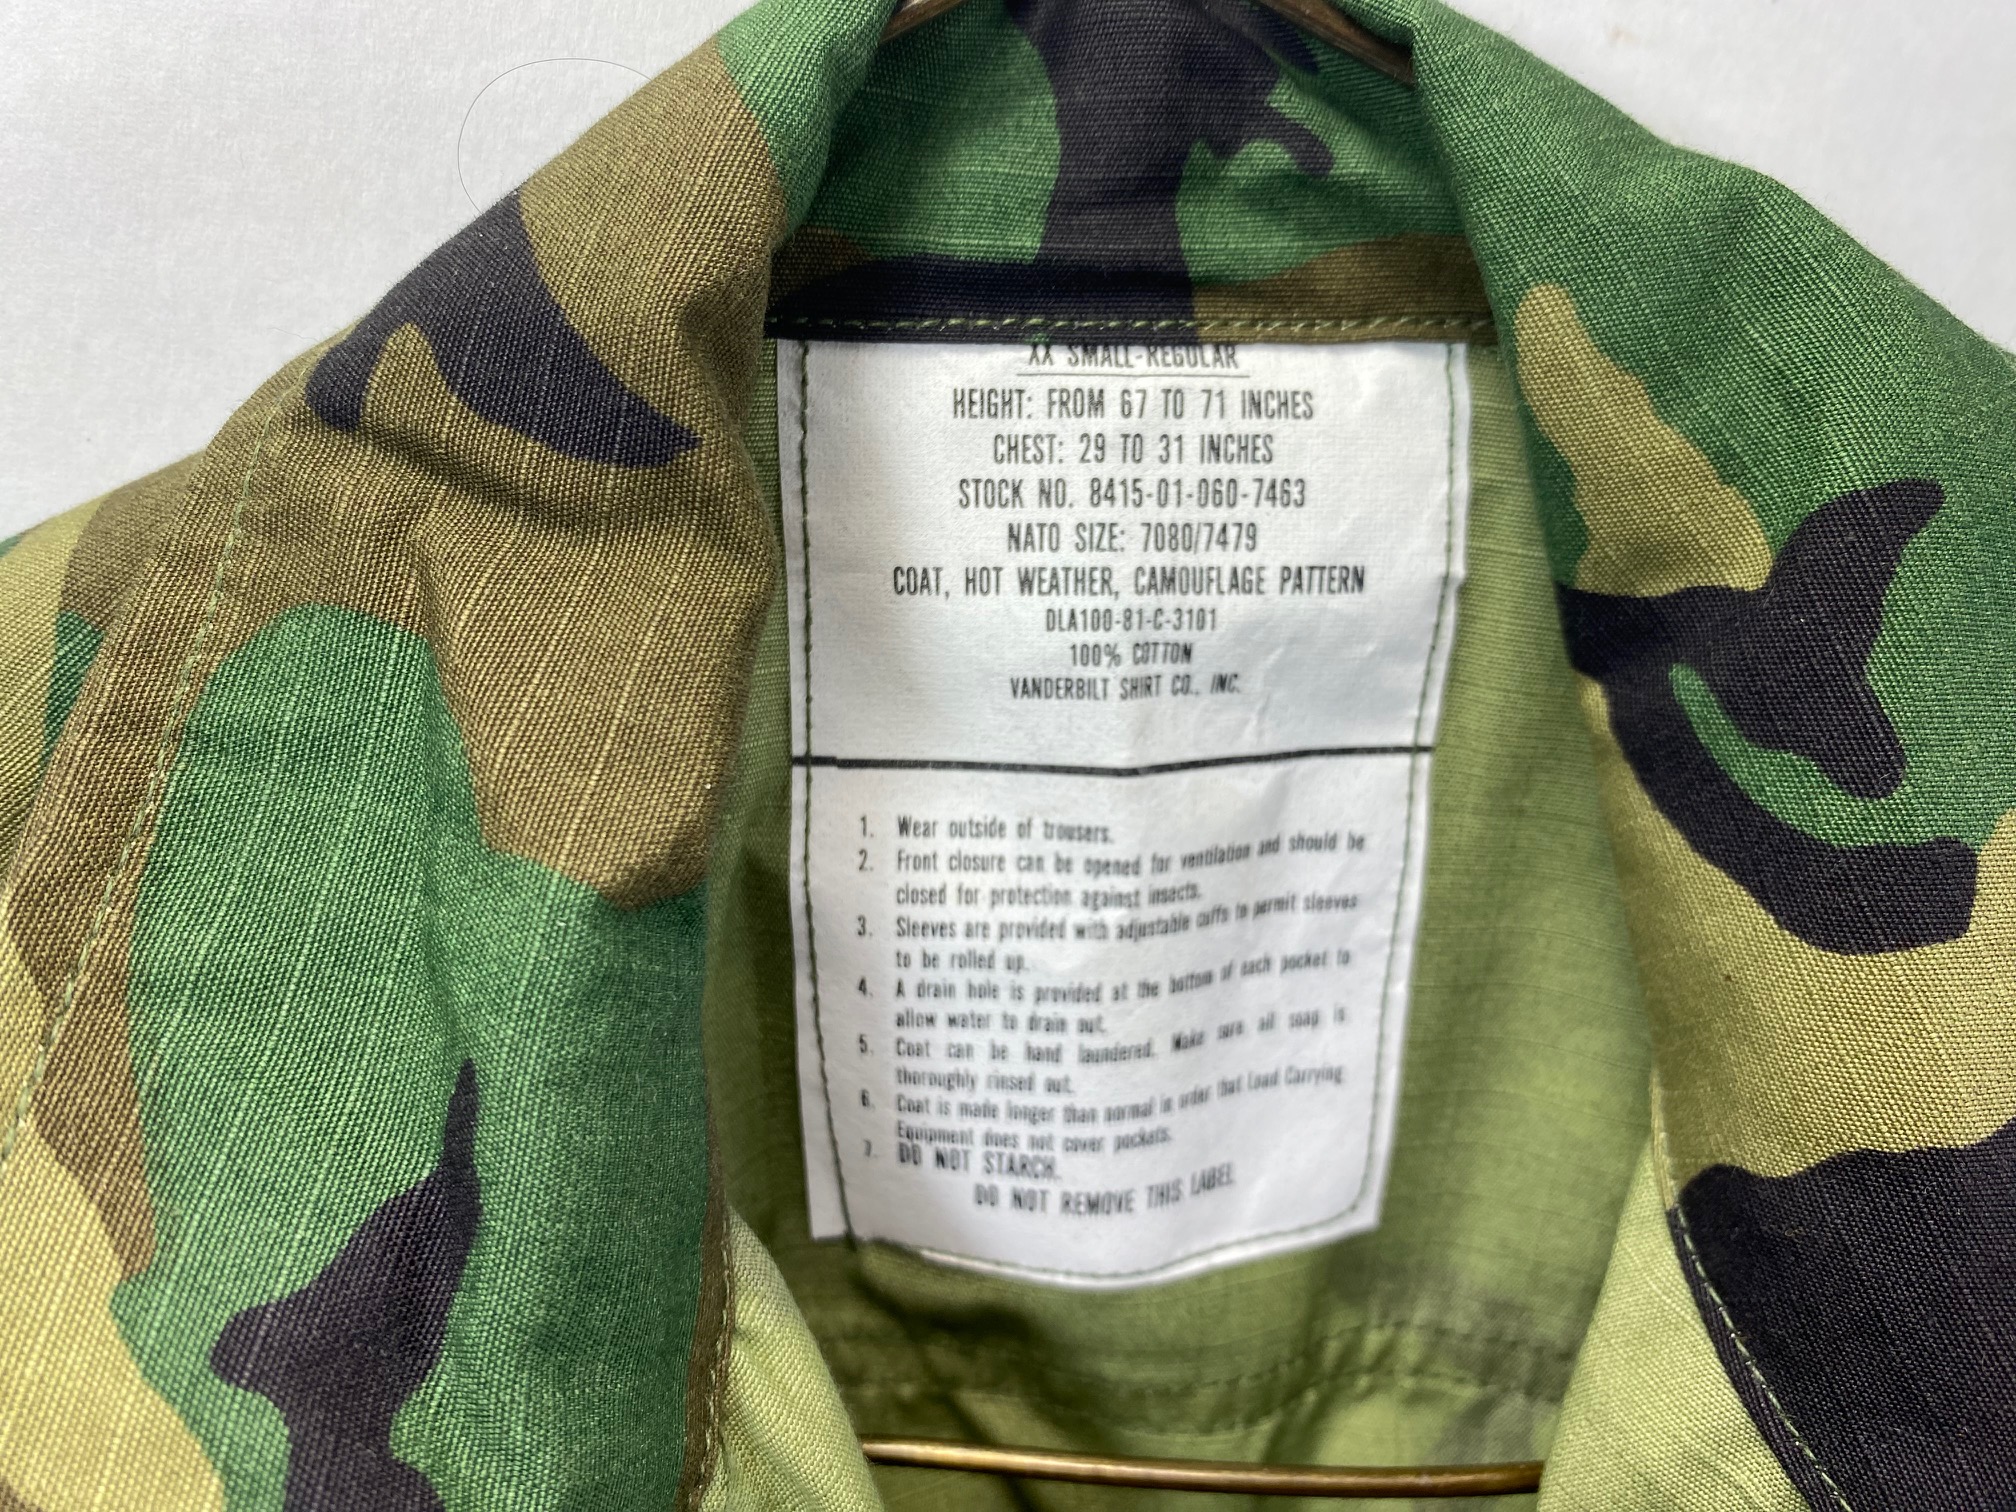 XX SMALL-REGULAR
HEIGHT: FROM 67 TO 71 INCHES
CHEST: 29 TO 31 INCHES
STOCK NO. 8415-01-060-7463
NATO SIZE: 7080/7479
COAT, HOT WEATHER, CAMOUFLAGE PATTERN
DLA100-81-C-3101
100% COTTON
VANDERBILT SHIRT CO., INC.
1. Wear outside of trousers.
2. Front closure can be opened for ventilation and should be
closed for protection against insects.
3. Sleeves are provided with adjustable cuffs to permit sleeves
to be rolled up.
4. A drain hole is provided at the bottom of each pocket to
allow water to drain out.
5. Coat can be hand laundered. Make sure all soap is
thoroughly rinsed out.
6. Coat is made longer than normal in order that Load Carrying
Equipment does not cover pockets.
7. DO NOT STARCH.
DO NOT REMOVE THIS LABEL